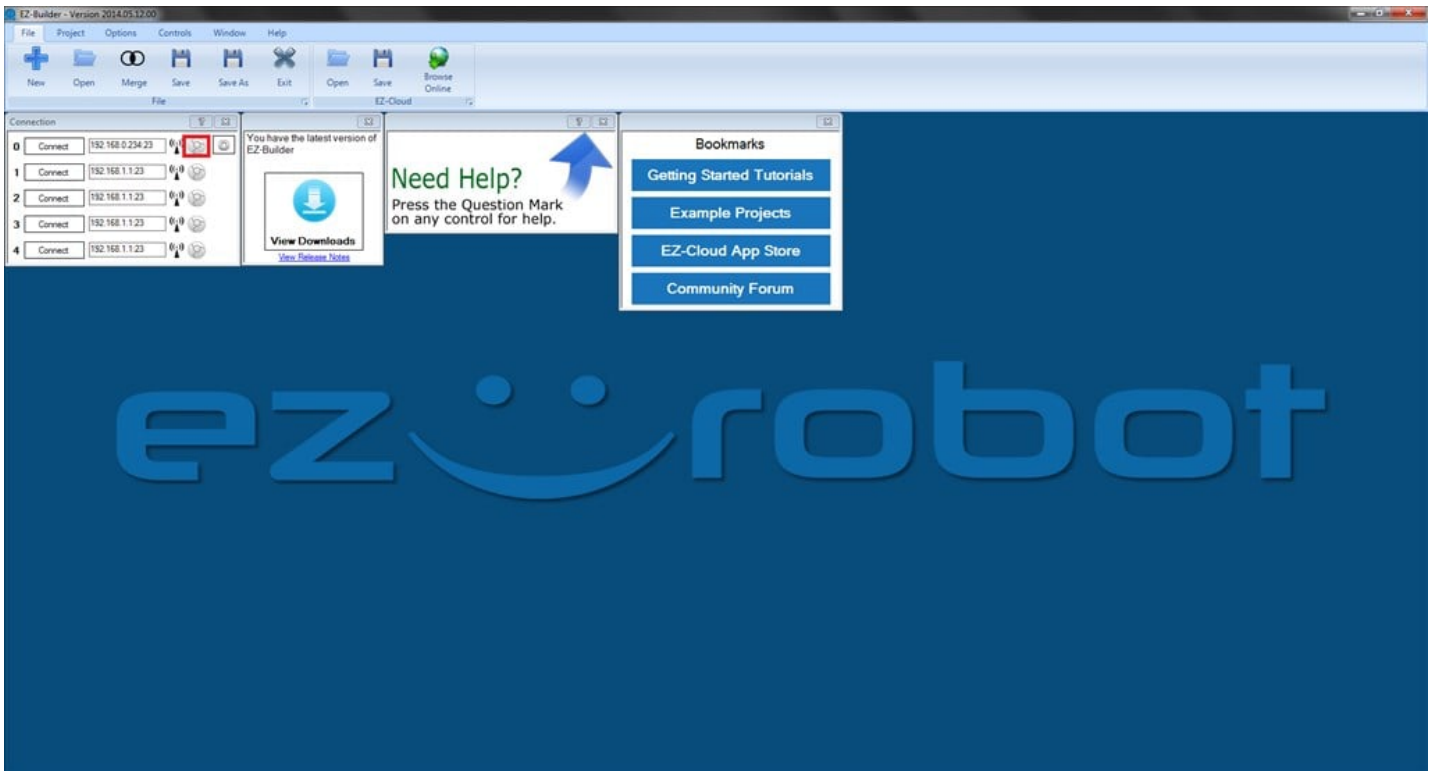 EZ-Builder - Version 2014.05.12.00
File Project Options Controls Window Help
New Open Merge Save Save As Exit Open Save Browse Online
File EZ-Cloud
Connection
0 Connect 192.168.0.234:23
1 Connect 192.168.1.1:23
2 Connect 192.168.1.1:23
3 Connect 192.168.1.1:23
4 Connect 192.168.1.1:23
You have the latest version of
EZ-Builder
View Downloads
View Release Notes
Need Help?
Press the Question Mark
on any control for help.
Bookmarks
Getting Started Tutorials
Example Projects
EZ-Cloud App Store
Community Forum
ez robot